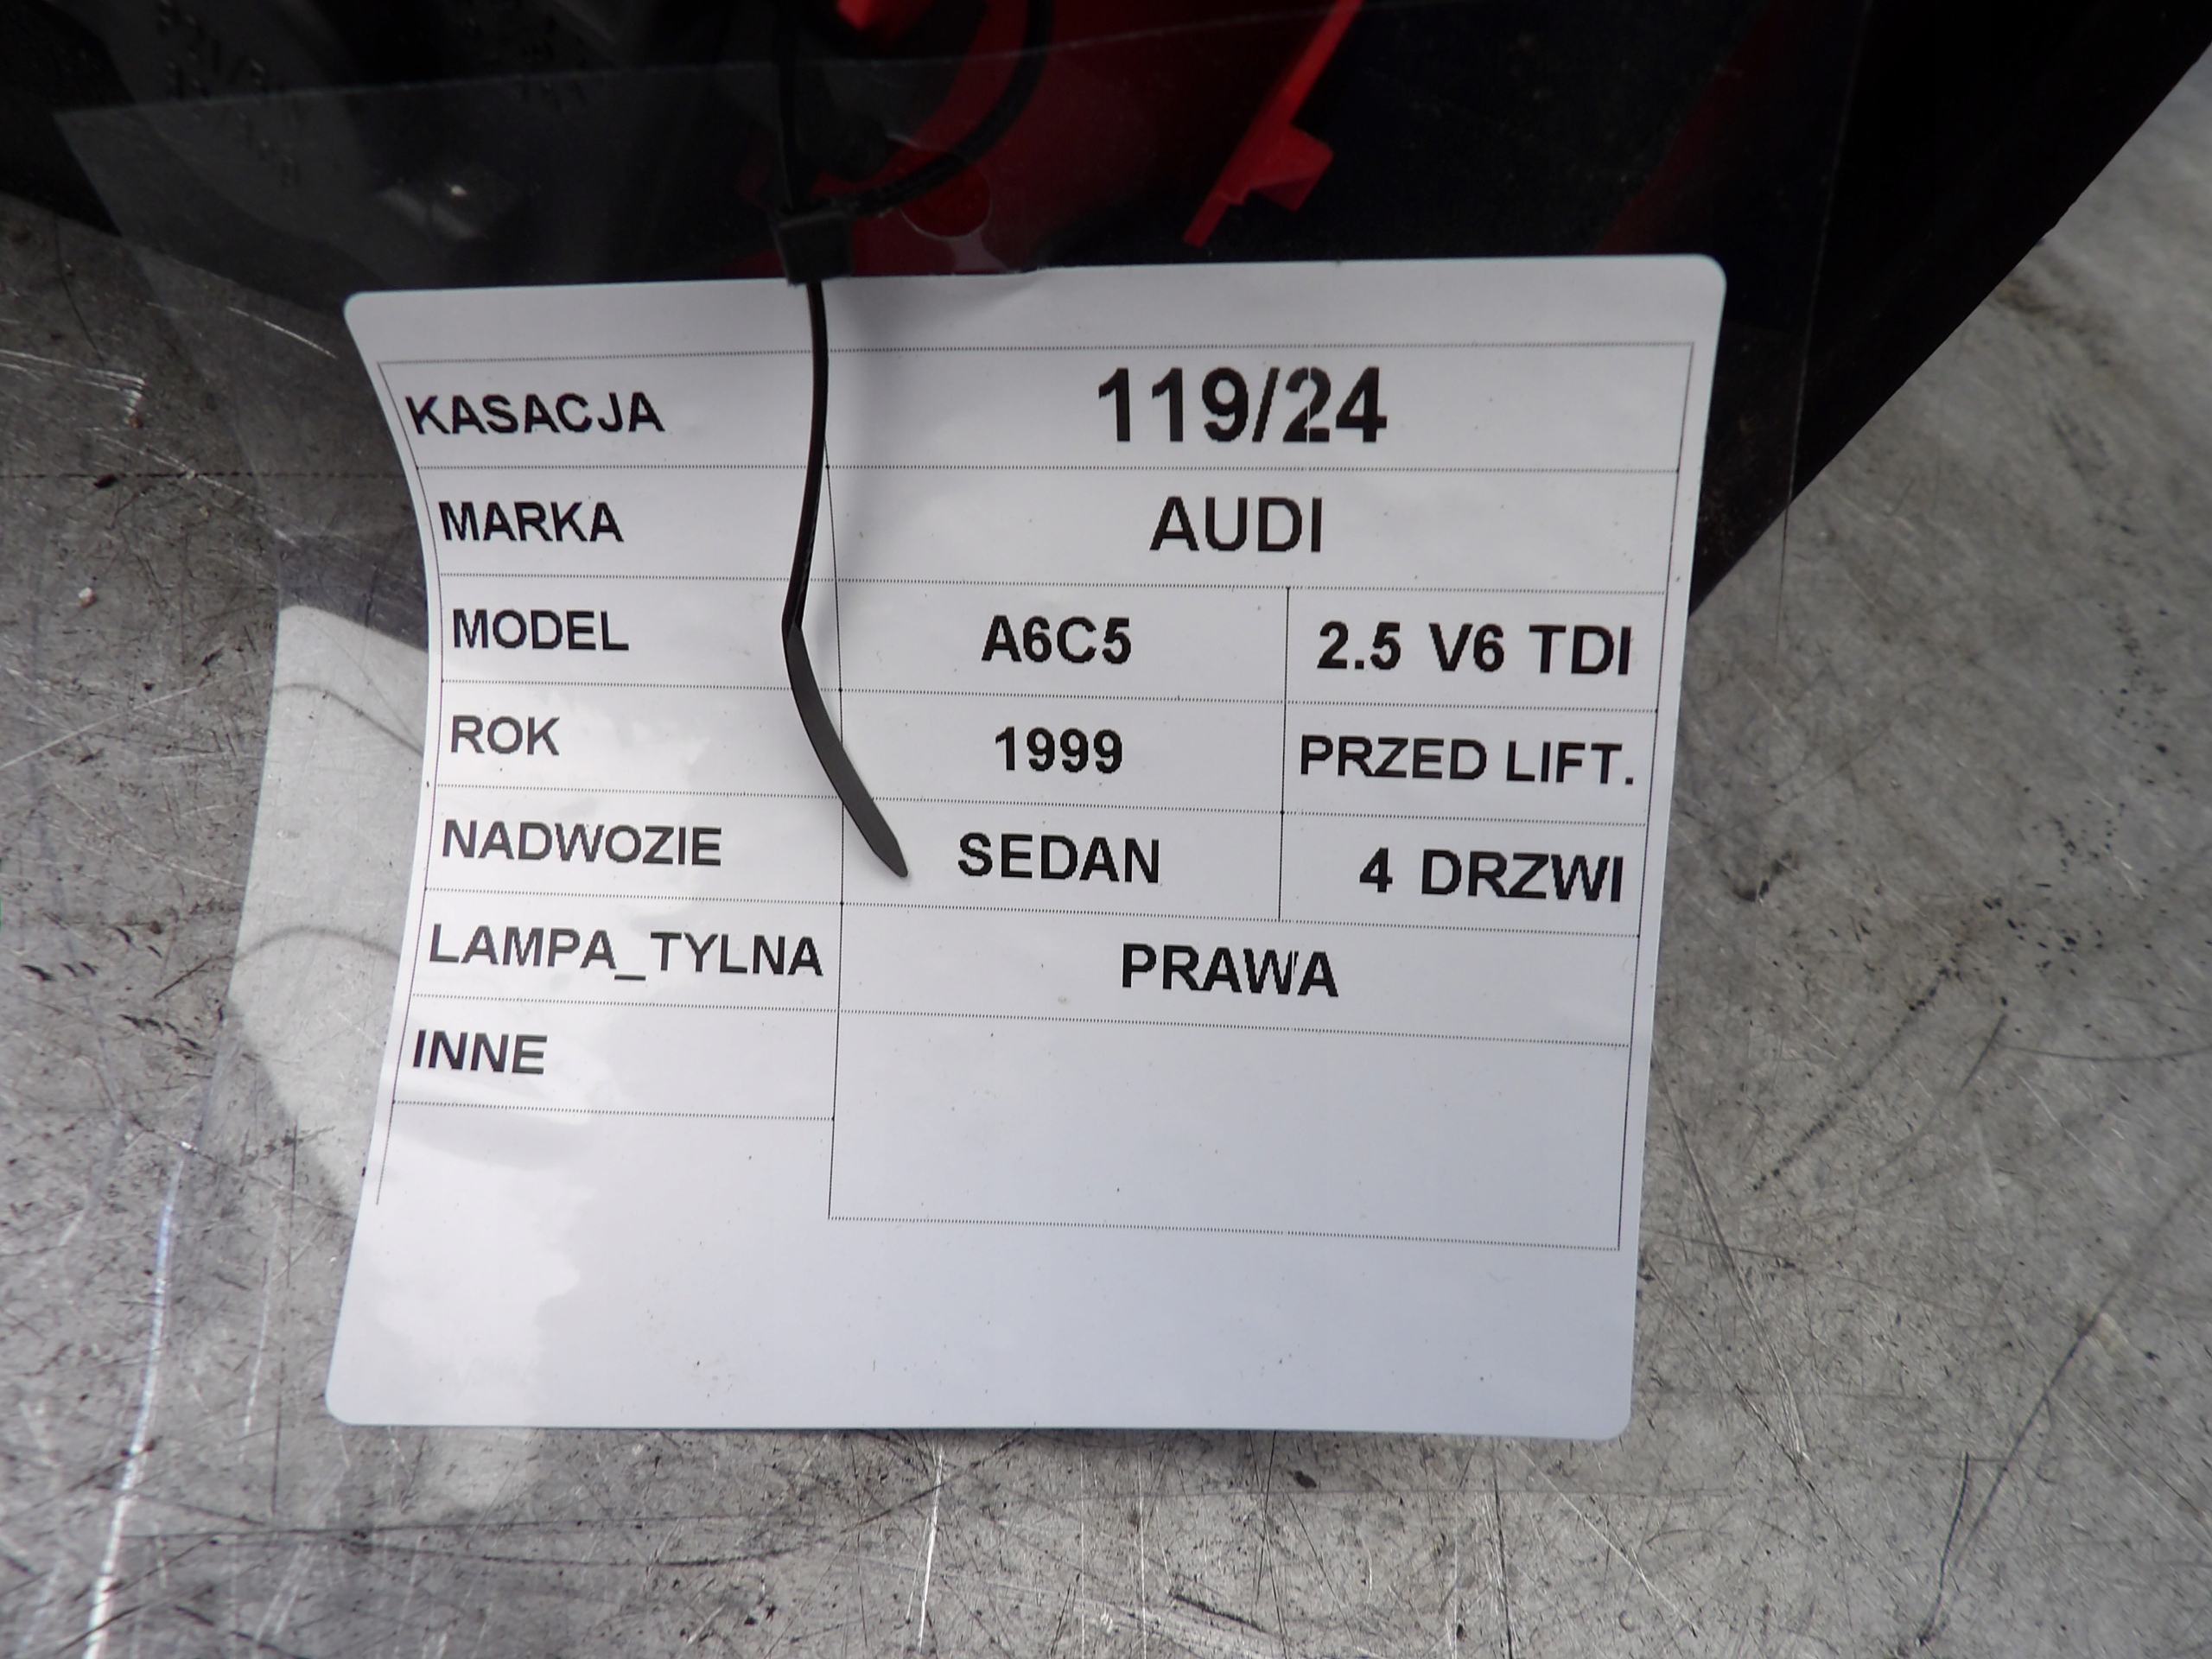 KASACJA 119/24
MARKA AUDI
MODEL A6C5 2.5 V6 TDI
ROK 1999 PRZED LIFT.
NADWOZIE SEDAN 4 DRZWI
LAMPA_TYLNA PRAWA
INNE